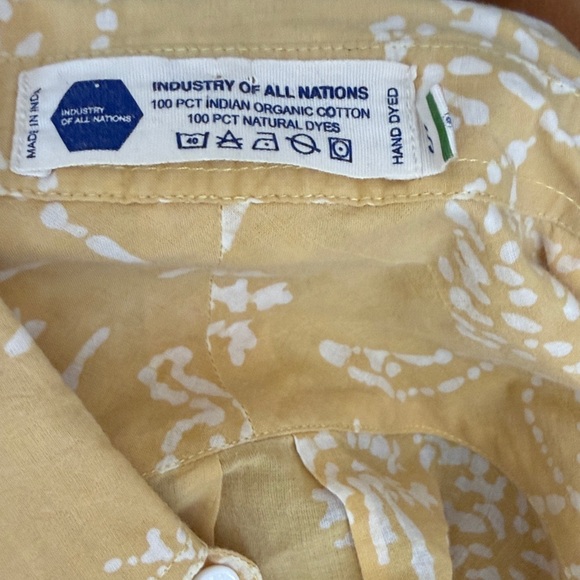 MADE IN INDIA
INDUSTRY
OF ALL NATIONS™
INDUSTRY OF ALL NATIONS
100 PCT INDIAN ORGANIC COTTON
100 PCT NATURAL DYES
40
HAND DYED